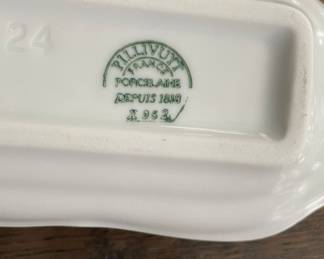 24
PILLIVUYT
FRANCE
PORCELAINE
DEPUIS 1818